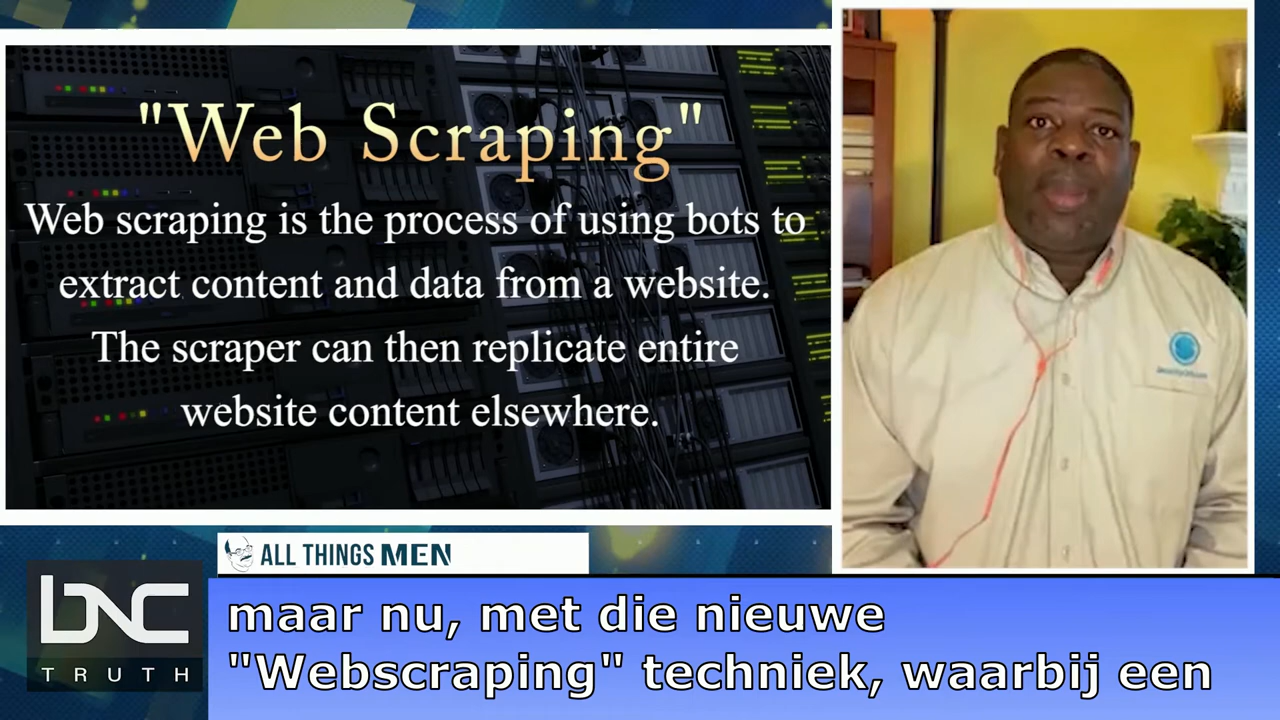 "Web Scraping"
Web scraping is the process of using bots to
extract content and data from a website.
The scraper can then replicate entire
website content elsewhere.
ALL THINGS MEN
bnc
TRUTH
maar nu, met die nieuwe
"Webscraping" techniek, waarbij een